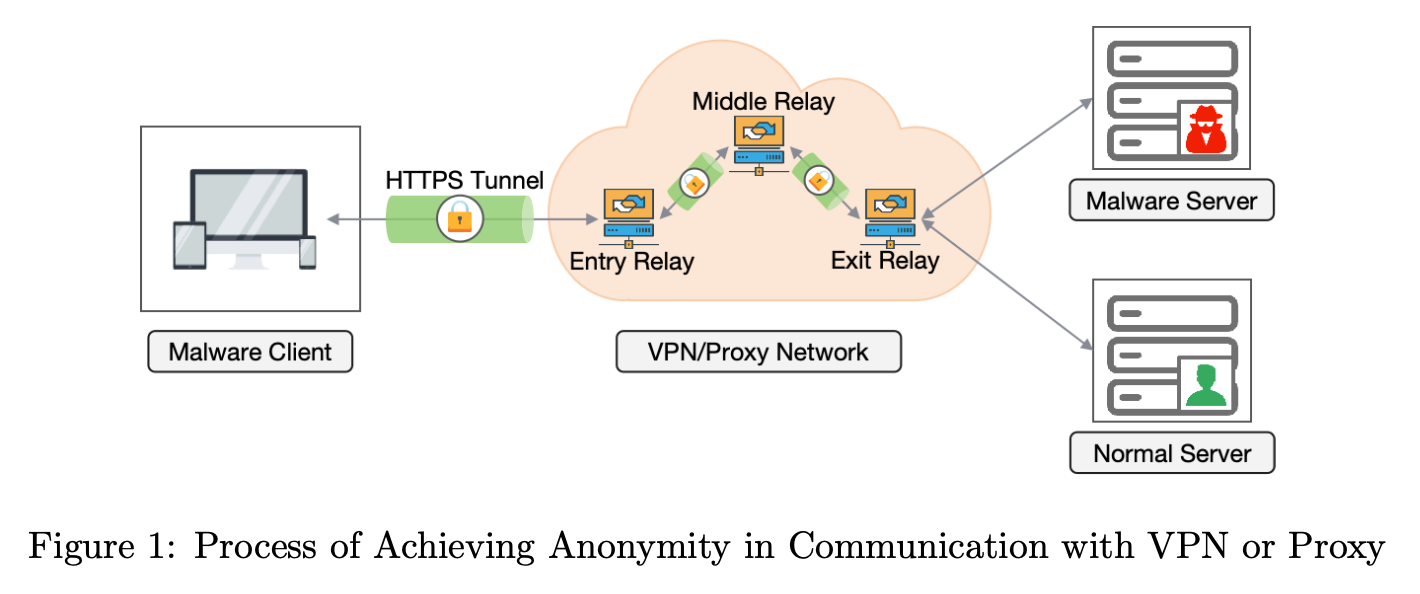 Middle Relay
HTTPS Tunnel
Entry Relay
Exit Relay
Malware Client
VPN/Proxy Network
Malware Server
Normal Server
Figure 1: Process of Achieving Anonymity in Communication with VPN or Proxy